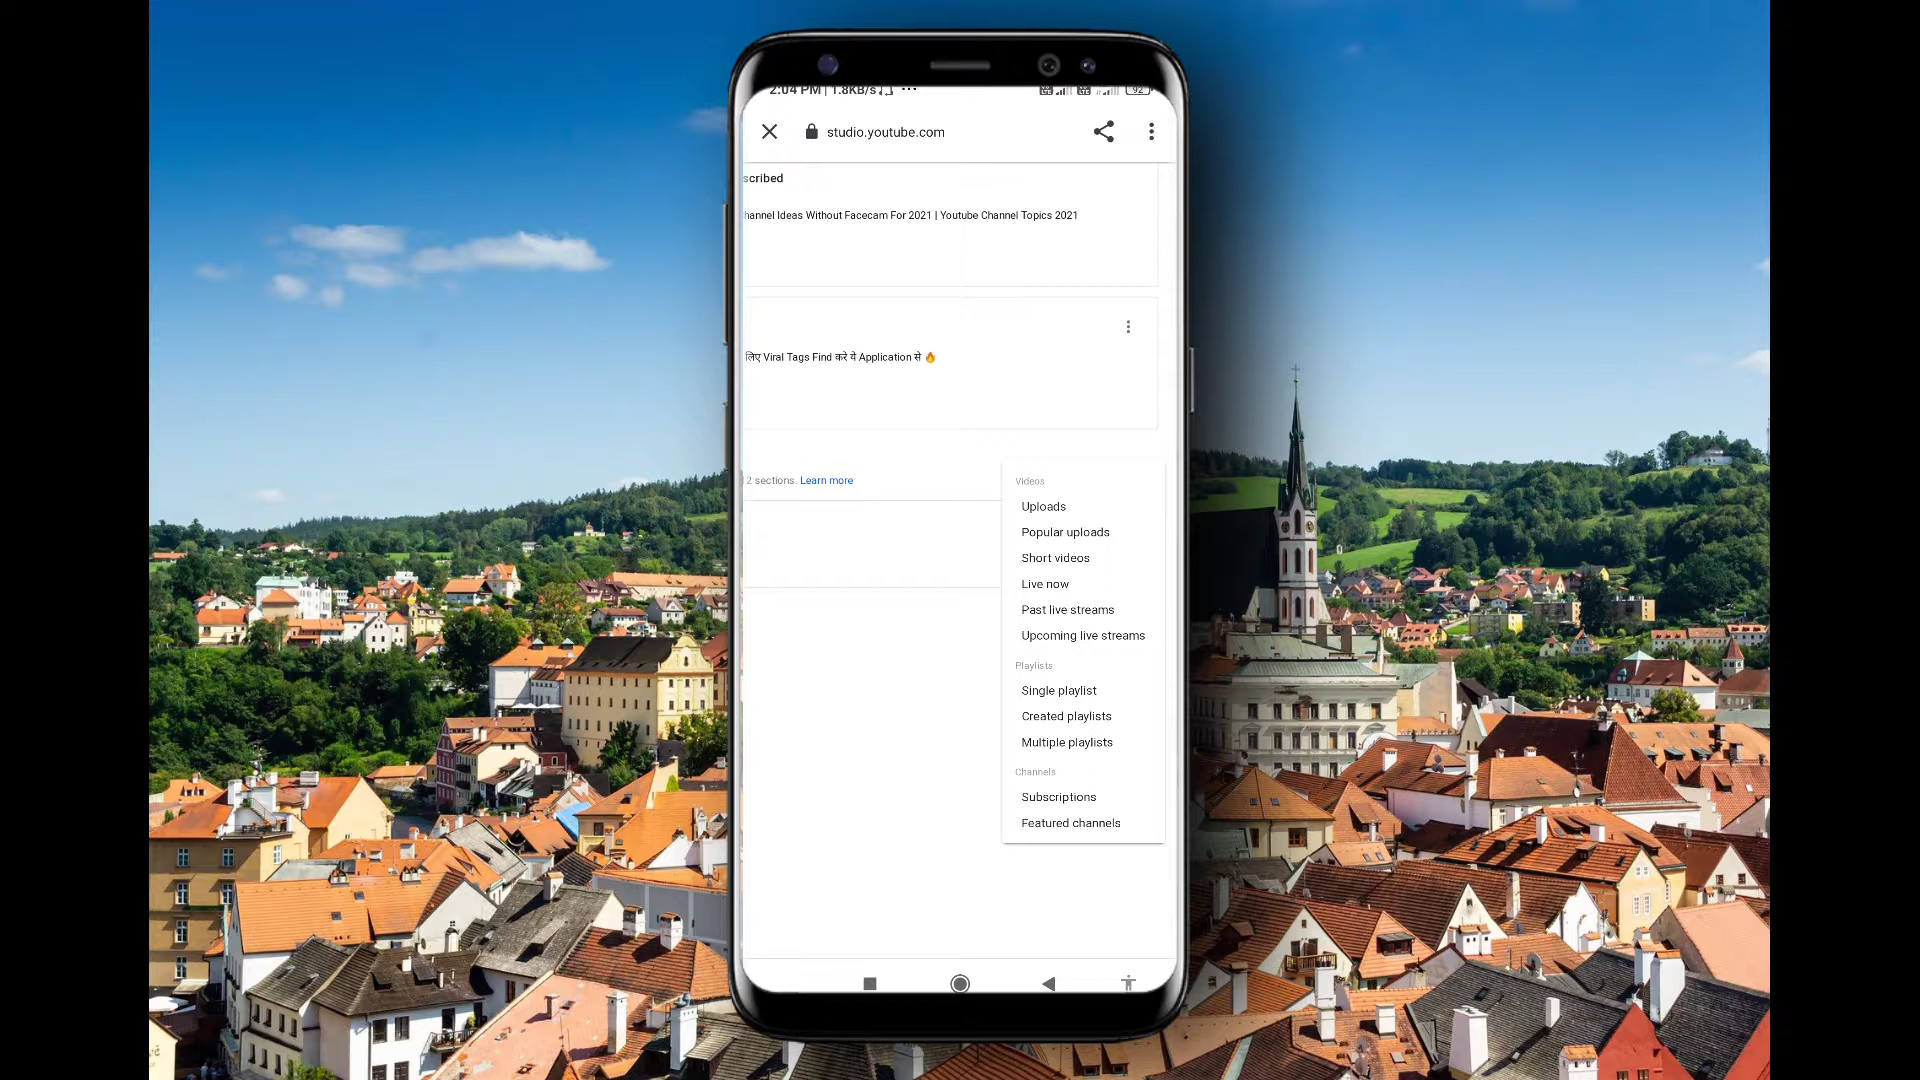 2:04 PM | 1.8KB/s ...
92
studio.youtube.com
scribed
hannel Ideas Without Facecam For 2021 | Youtube Channel Topics 2021
लिए Viral Tags Find करे ये Application से 🔥
2 sections. Learn more
Videos
Uploads
Popular uploads
Short videos
Live now
Past live streams
Upcoming live streams
Playlists
Single playlist
Created playlists
Multiple playlists
Channels
Subscriptions
Featured channels